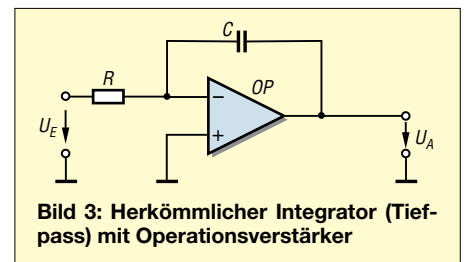 C
R
OP
−
+
U_E
U_A
Bild 3: Herkömmlicher Integrator (Tief-
pass) mit Operationsverstärker